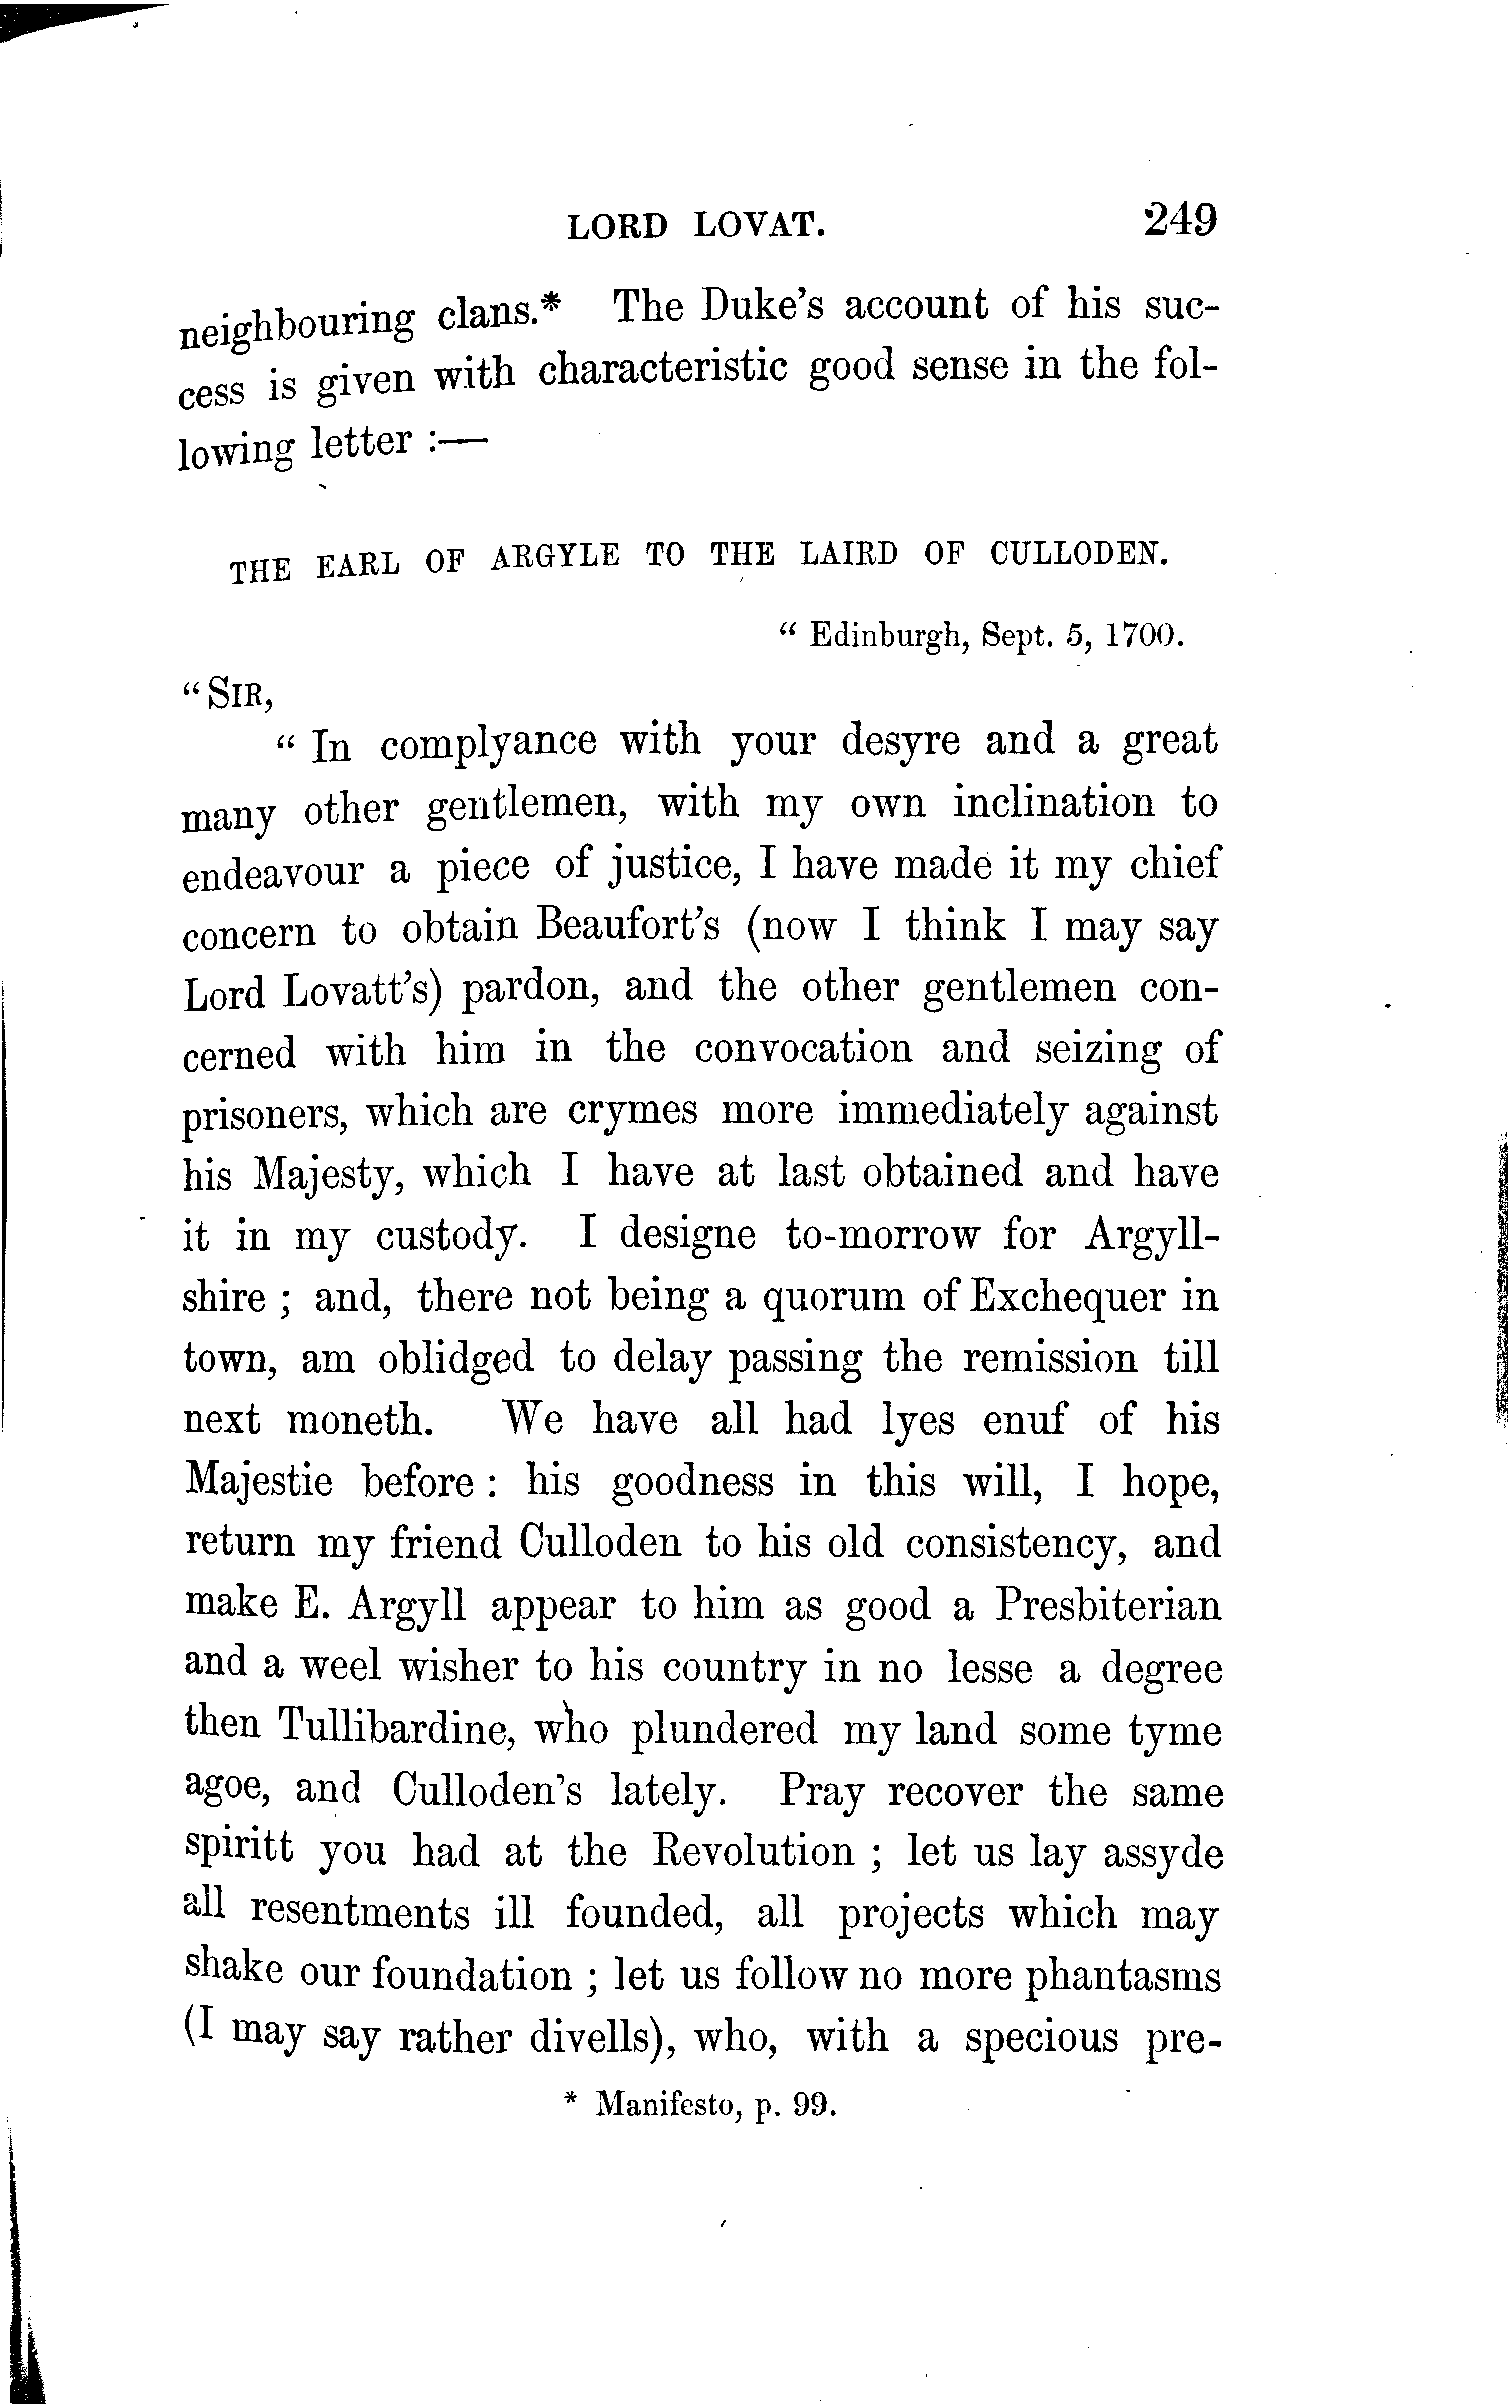 LORD LOVAT. 249
neighbouring clans.* The Duke's account of his suc-
cess is given with characteristic good sense in the fol-
lowing letter :—
THE EARL OF ARGYLE TO THE LAIRD OF CULLODEN.
“ Edinburgh, Sept. 5, 1700.
“SIR,
“ In complyance with your desyre and a great
many other gentlemen, with my own inclination to
endeavour a piece of justice, I have made it my chief
concern to obtain Beaufort's (now I think I may say
Lord Lovatt's) pardon, and the other gentlemen con-
cerned with him in the convocation and seizing of
prisoners, which are crymes more immediately against
his Majesty, which I have at last obtained and have
it in my custody. I designe to-morrow for Argyll-
shire ; and, there not being a quorum of Exchequer in
town, am oblidged to delay passing the remission till
next moneth. We have all had lyes enuf of his
Majestie before : his goodness in this will, I hope,
return my friend Culloden to his old consistency, and
make E. Argyll appear to him as good a Presbiterian
and a weel wisher to his country in no lesse a degree
then Tullibardine, who plundered my land some tyme
agoe, and Culloden's lately. Pray recover the same
spiritt you had at the Revolution ; let us lay assyde
all resentments ill founded, all projects which may
shake our foundation ; let us follow no more phantasms
(I may say rather divells), who, with a specious pre-
* Manifesto, p. 99.